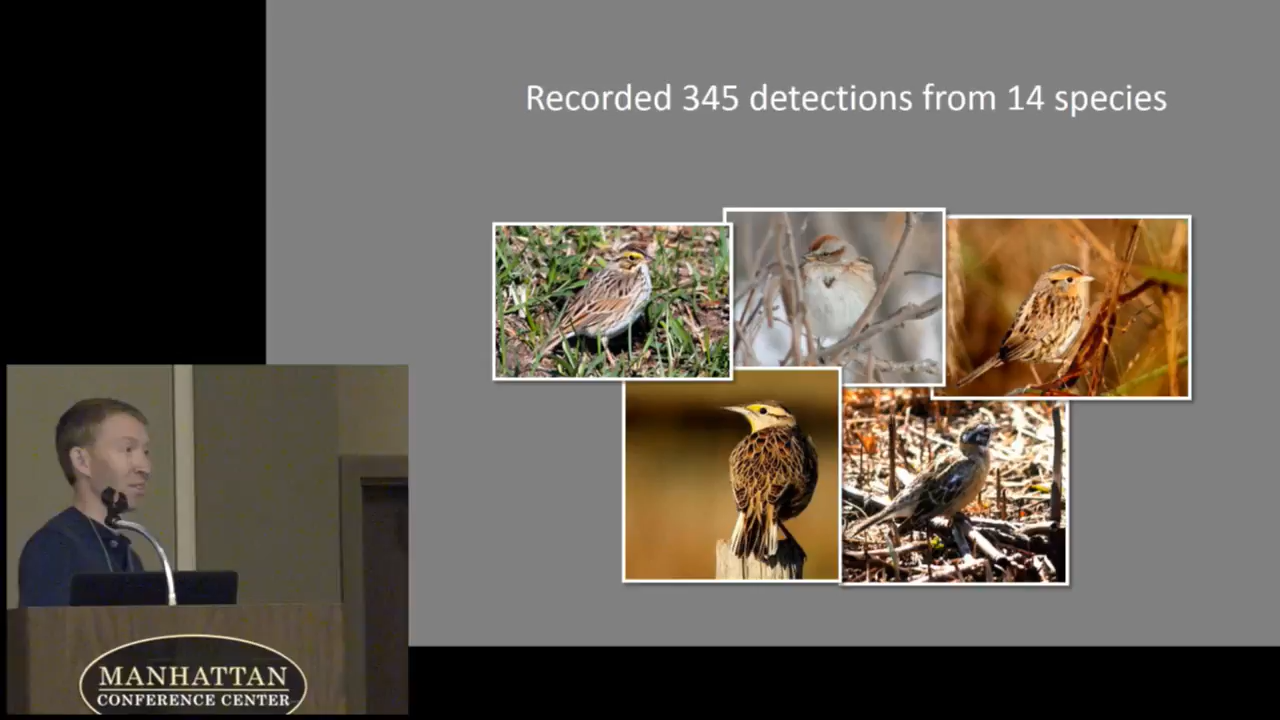 Recorded 345 detections from 14 species
MANHATTAN
CONFERENCE CENTER